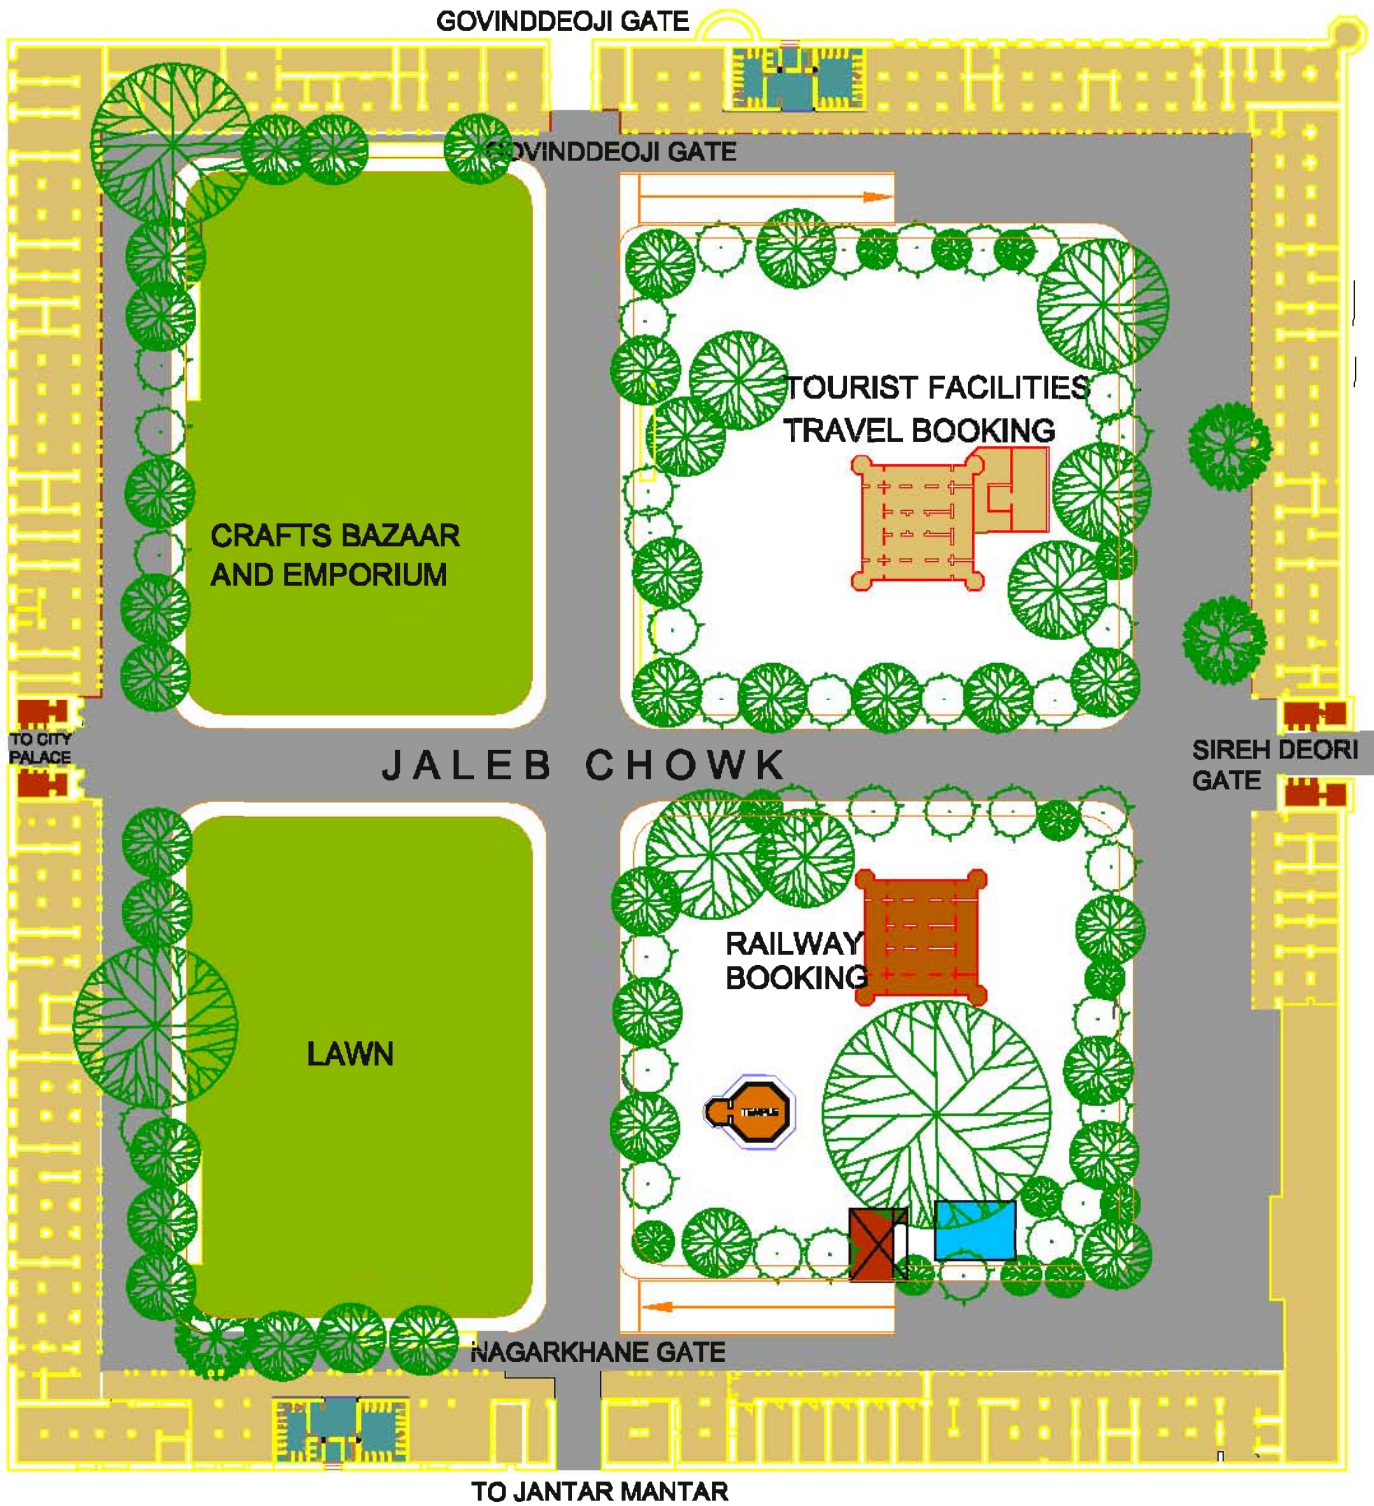 GOVINDDEOJI GATE
GOVINDDEOJI GATE
TOURIST FACILITIES
TRAVEL BOOKING
CRAFTS BAZAAR
AND EMPORIUM
TO CITY
PALACE
JALEB CHOWK
SIREH DEORI
GATE
RAILWAY
BOOKING
LAWN
TEMPLE
NAGARKHANE GATE
TO JANTAR MANTAR